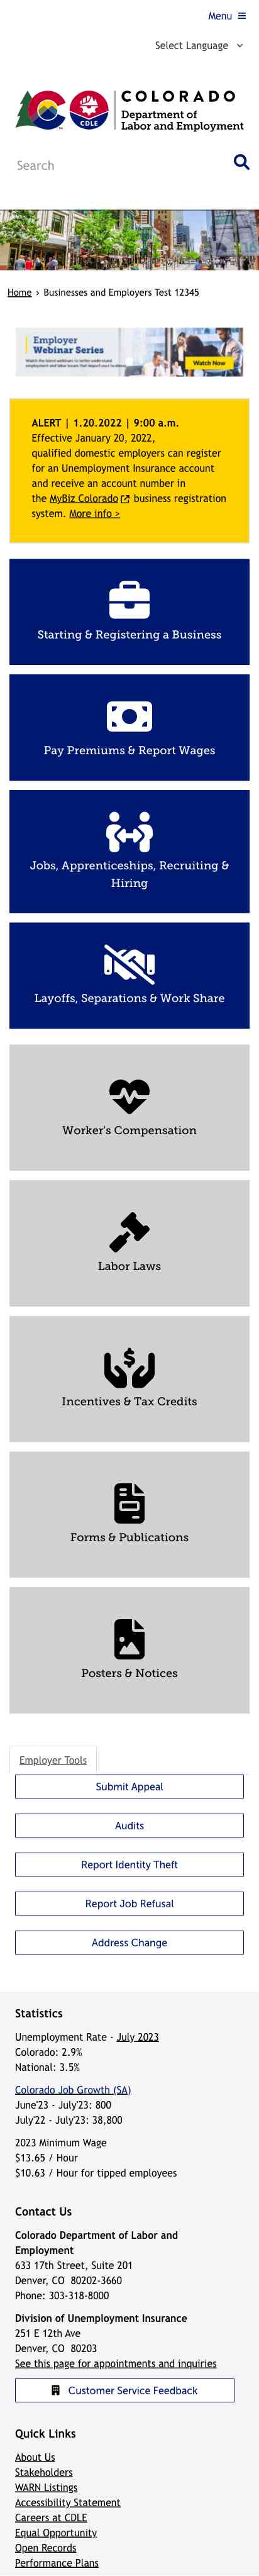 Menu
Select Language
COLORADO
Department of
Labor and Employment
CDLE
Search
Home › Businesses and Employers Test 12345
Employer
Webinar Series
Watch Now
ALERT | 1.20.2022 | 9:00 a.m.
Effective January 20, 2022,
qualified domestic employers can register
for an Unemployment Insurance account
and receive an account number in
the MyBiz Colorado business registration
system. More info >
Starting & Registering a Business
Pay Premiums & Report Wages
Jobs, Apprenticeships, Recruiting &
Hiring
Layoffs, Separations & Work Share
Worker's Compensation
Labor Laws
Incentives & Tax Credits
Forms & Publications
Posters & Notices
Employer Tools
Submit Appeal
Audits
Report Identity Theft
Report Job Refusal
Address Change
Statistics
Unemployment Rate - July 2023
Colorado: 2.9%
National: 3.5%
Colorado Job Growth (SA)
June'23 - July'23: 800
July'22 - July'23: 38,800
2023 Minimum Wage
$13.65 / Hour
$10.63 / Hour for tipped employees
Contact Us
Colorado Department of Labor and
Employment
633 17th Street, Suite 201
Denver, CO  80202-3660
Phone: 303-318-8000
Division of Unemployment Insurance
251 E 12th Ave
Denver, CO  80203
See this page for appointments and inquiries
Customer Service Feedback
Quick Links
About Us
Stakeholders
WARN Listings
Accessibility Statement
Careers at CDLE
Equal Opportunity
Open Records
Performance Plans